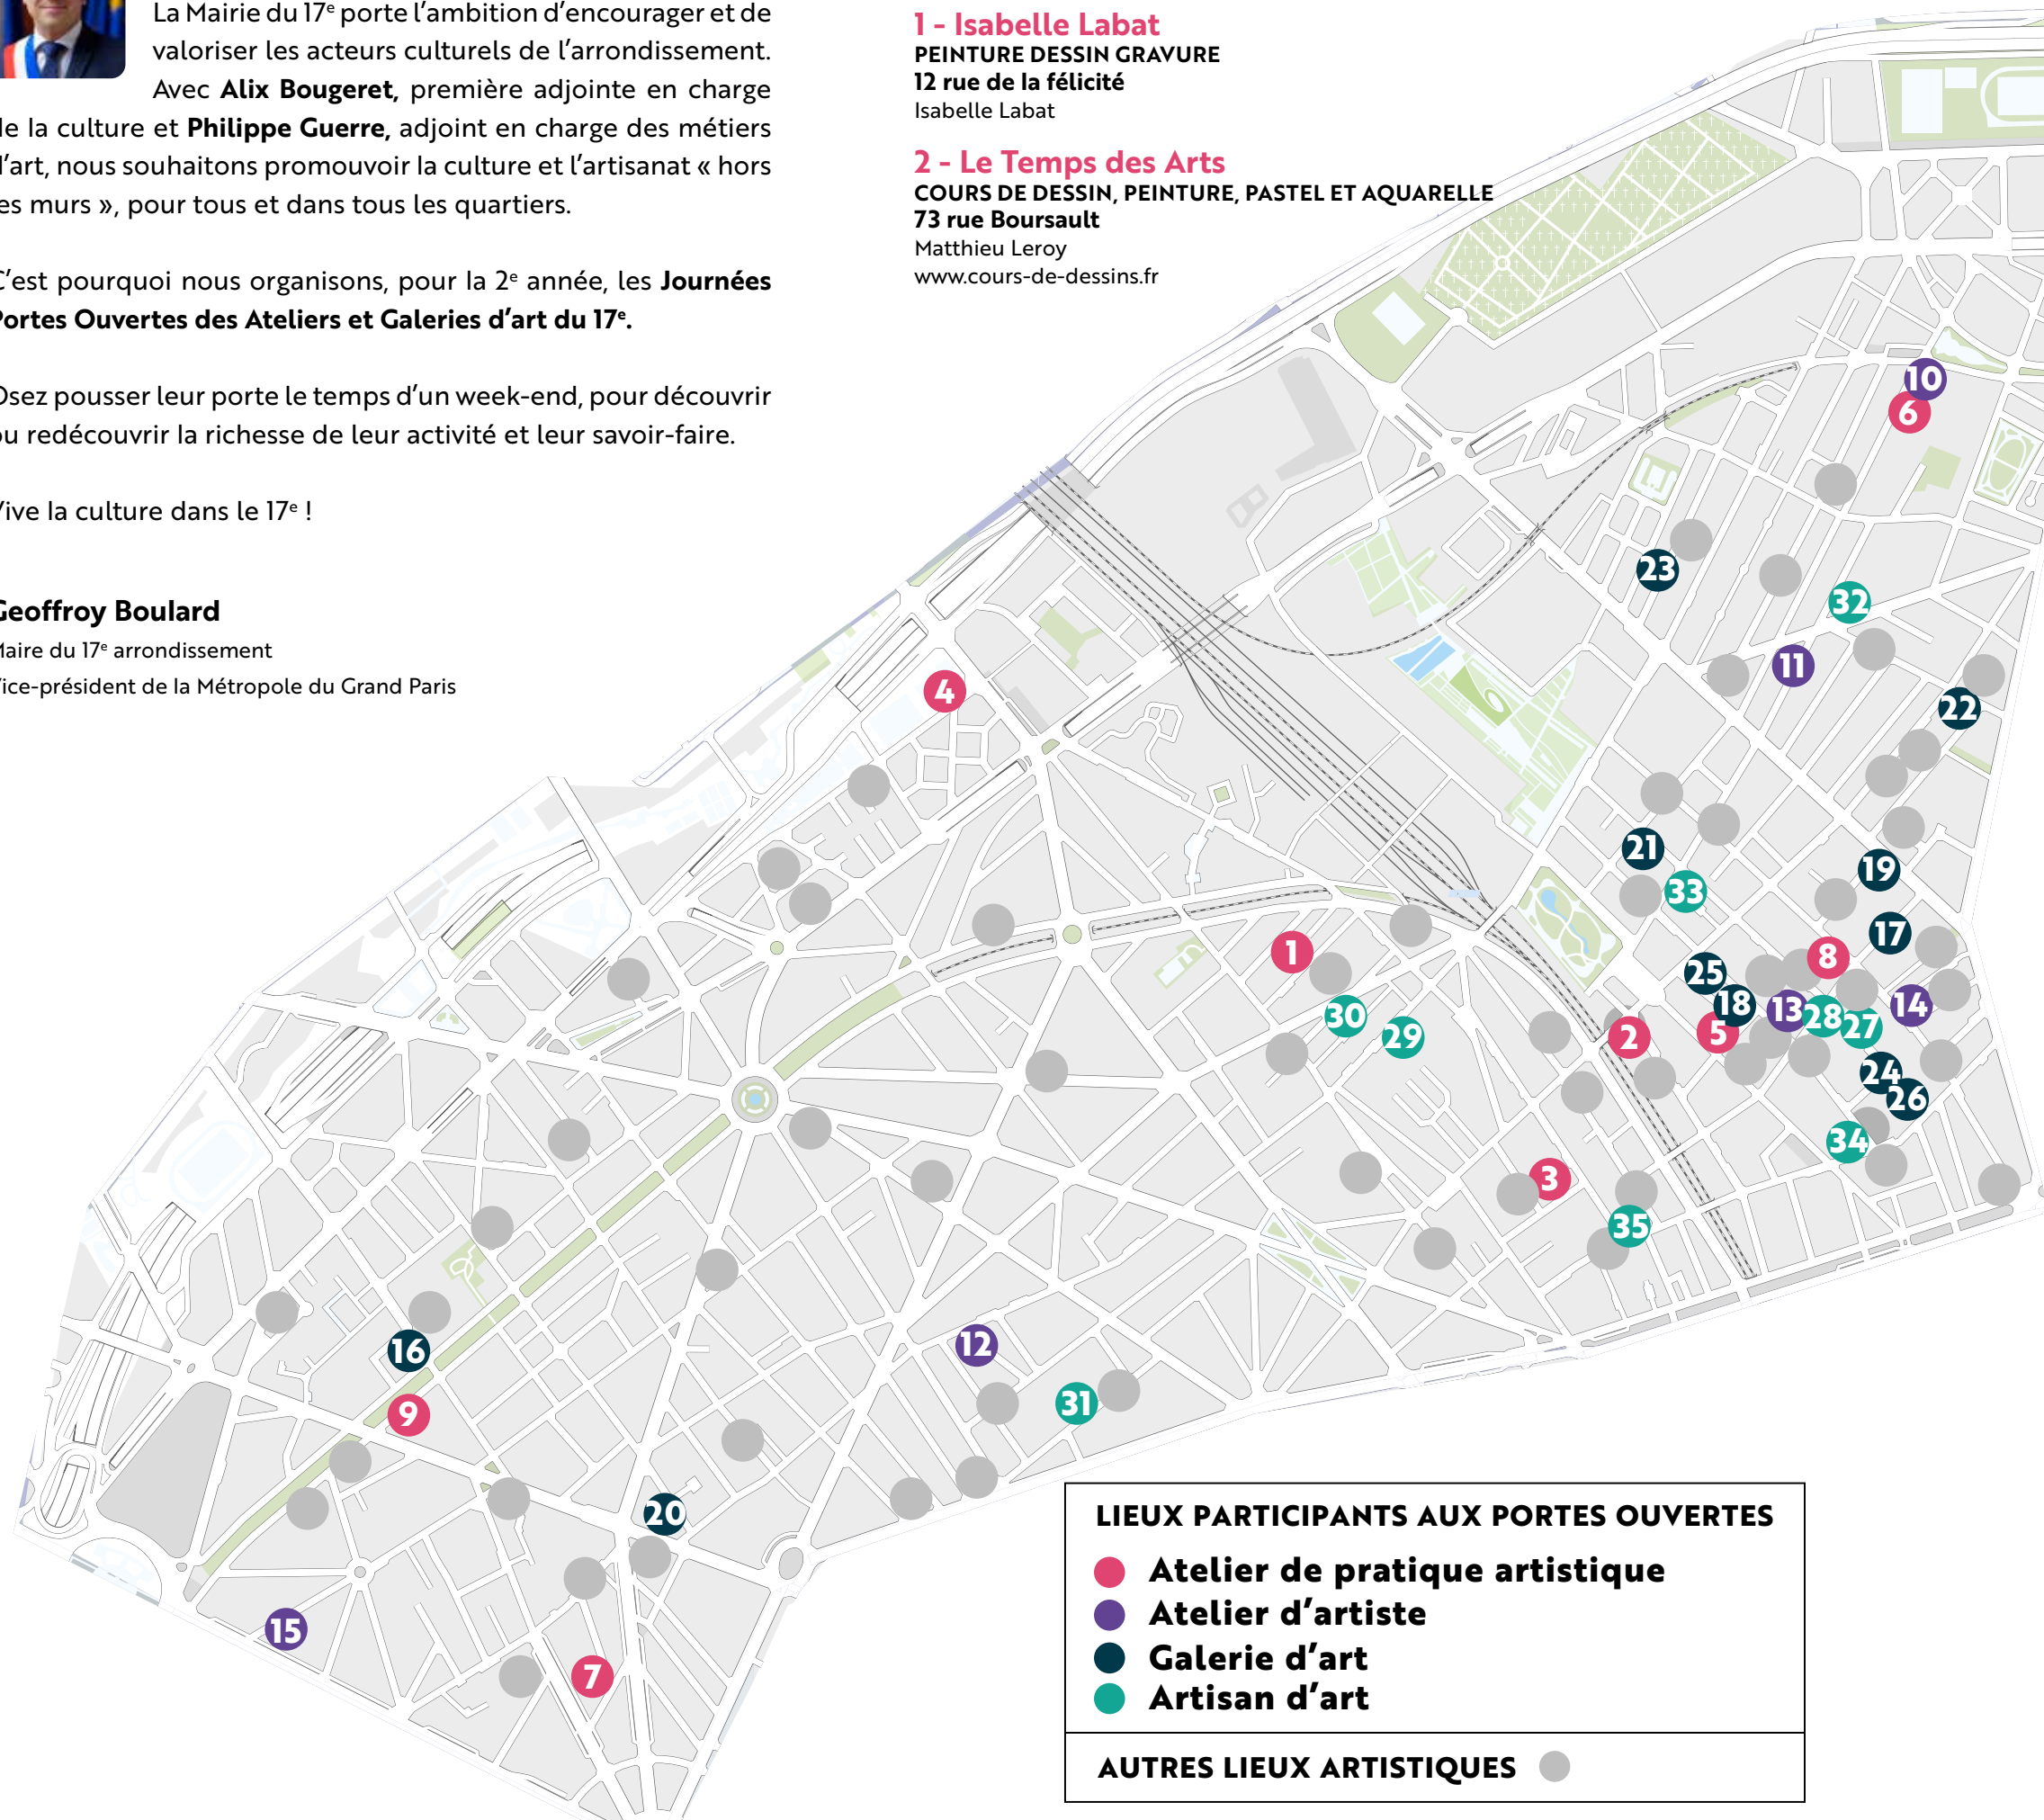 La Mairie du 17e porte l’ambition d’encourager et de
valoriser les acteurs culturels de l’arrondissement.
Avec Alix Bougeret, première adjointe en charge
de la culture et Philippe Guerre, adjoint en charge des métiers
d’art, nous souhaitons promouvoir la culture et l’artisanat « hors
les murs », pour tous et dans tous les quartiers.
C’est pourquoi nous organisons, pour la 2e année, les Journées
Portes Ouvertes des Ateliers et Galeries d’art du 17e.
Osez pousser leur porte le temps d’un week-end, pour découvrir
ou redécouvrir la richesse de leur activité et leur savoir-faire.
Vive la culture dans le 17e !
Geoffroy Boulard
Maire du 17e arrondissement
Vice-président de la Métropole du Grand Paris
1 - Isabelle Labat
PEINTURE DESSIN GRAVURE
12 rue de la félicité
Isabelle Labat
2 - Le Temps des Arts
COURS DE DESSIN, PEINTURE, PASTEL ET AQUARELLE
73 rue Boursault
Matthieu Leroy
www.cours-de-dessins.fr
10
6
23
32
11
4
22
21
19
33
17
1
8
25
18
13
28
27
14
30
29
2
5
24
26
34
3
35
16
12
9
31
20
15
7
LIEUX PARTICIPANTS AUX PORTES OUVERTES
Atelier de pratique artistique
Atelier d’artiste
Galerie d’art
Artisan d’art
AUTRES LIEUX ARTISTIQUES